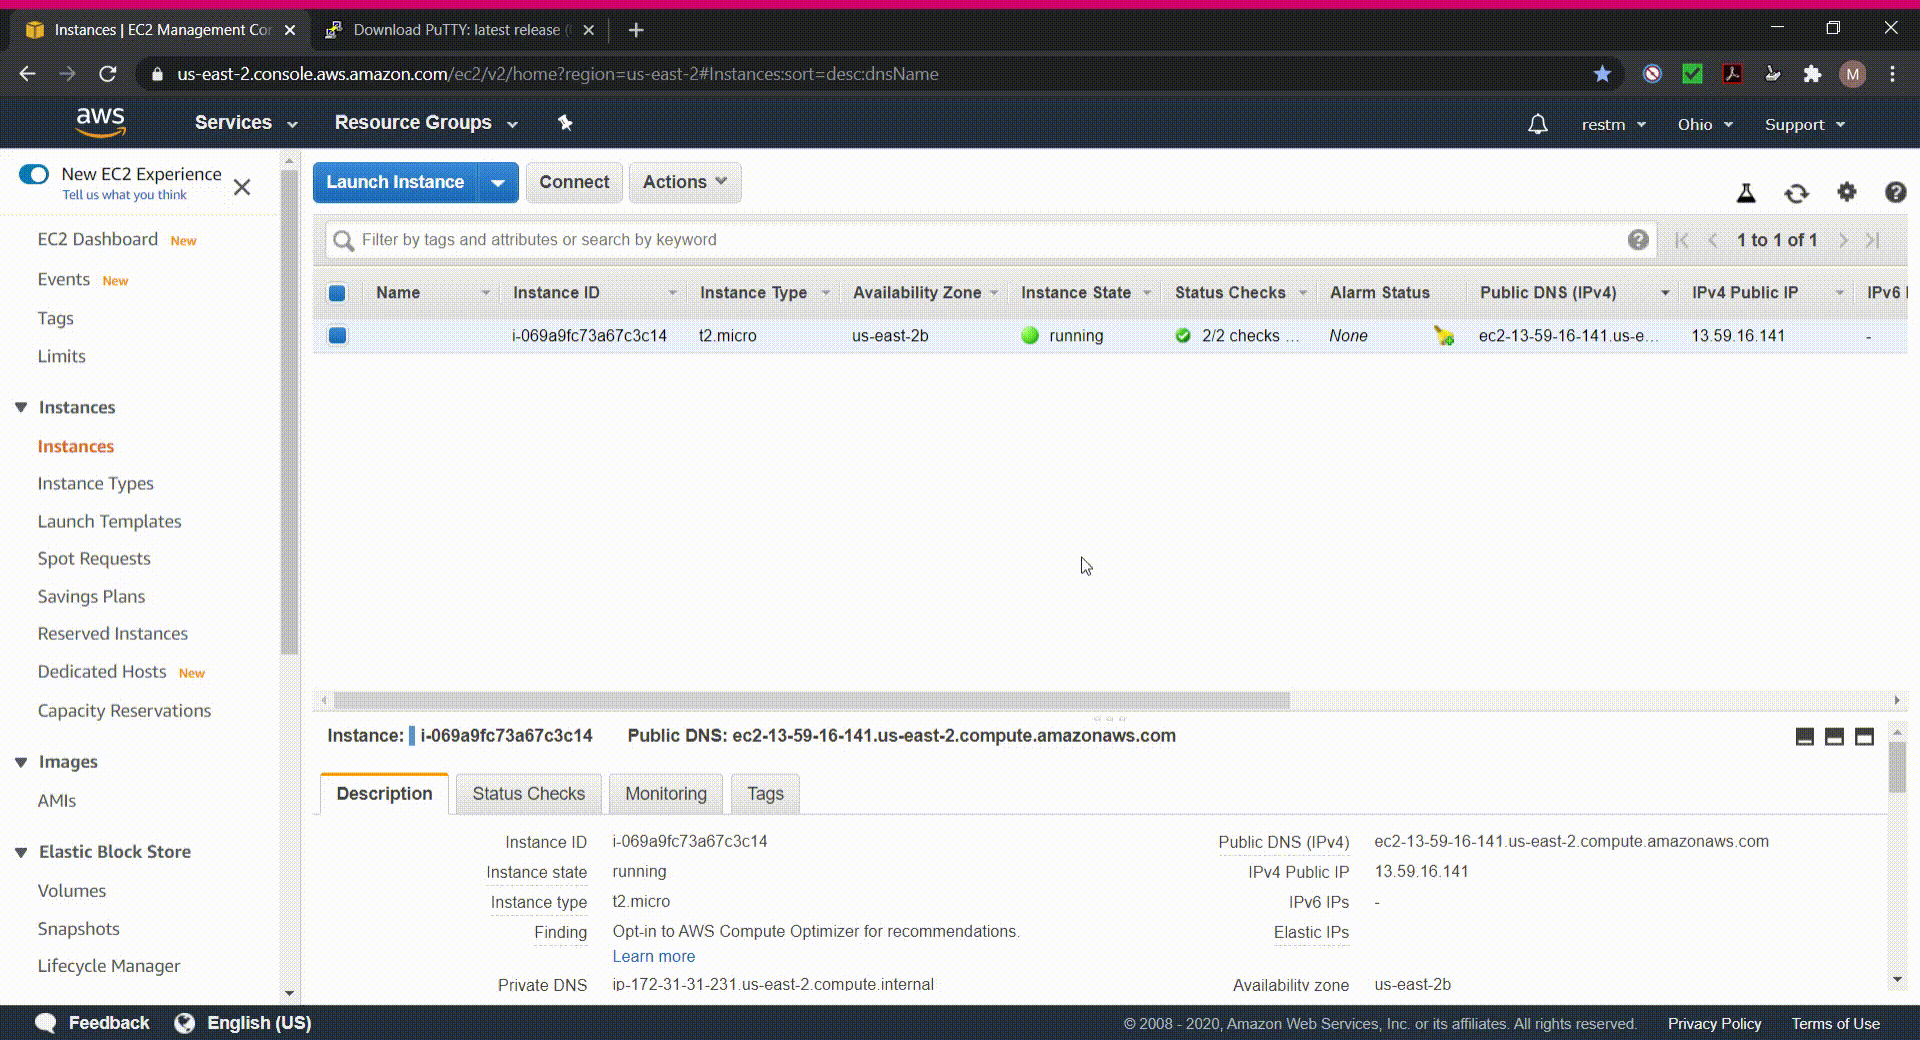 Instances | EC2 Management Cor
Download PuTTY: latest release (
us-east-2.console.aws.amazon.com/ec2/v2/home?region=us-east-2#Instances:sort=desc:dnsName
M
aws
Services
Resource Groups
restm
Ohio
Support
New EC2 Experience
Tell us what you think
EC2 Dashboard New
Events New
Tags
Limits
Instances
Instances
Instance Types
Launch Templates
Spot Requests
Savings Plans
Reserved Instances
Dedicated Hosts New
Capacity Reservations
Images
AMIs
Elastic Block Store
Volumes
Snapshots
Lifecycle Manager
Launch Instance
Connect
Actions
Filter by tags and attributes or search by keyword
1 to 1 of 1
Name Instance ID Instance Type Availability Zone Instance State Status Checks Alarm Status Public DNS (IPv4) IPv4 Public IP IPv6 I
i-069a9fc73a67c3c14 t2.micro us-east-2b running 2/2 checks ... None ec2-13-59-16-141.us-e... 13.59.16.141 -
Instance: i-069a9fc73a67c3c14 Public DNS: ec2-13-59-16-141.us-east-2.compute.amazonaws.com
Description Status Checks Monitoring Tags
Instance ID i-069a9fc73a67c3c14
Instance state running
Instance type t2.micro
Finding Opt-in to AWS Compute Optimizer for recommendations.
Learn more
Private DNS ip-172-31-31-231.us-east-2.compute.internal
Public DNS (IPv4) ec2-13-59-16-141.us-east-2.compute.amazonaws.com
IPv4 Public IP 13.59.16.141
IPv6 IPs -
Elastic IPs
Availability zone us-east-2b
Feedback
English (US)
© 2008 - 2020, Amazon Web Services, Inc. or its affiliates. All rights reserved.
Privacy Policy
Terms of Use